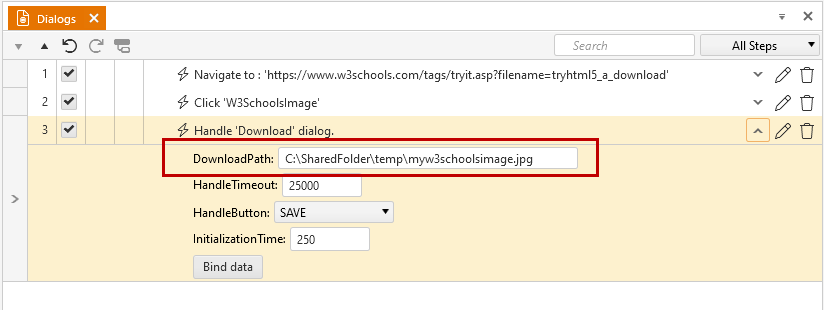 Dialogs
Search
All Steps
1 Navigate to : 'https://www.w3schools.com/tags/tryit.asp?filename=tryhtml5_a_download'
2 Click 'W3SchoolsImage'
3 Handle 'Download' dialog.
DownloadPath: C:\SharedFolder\temp\myw3schoolsimage.jpg
HandleTimeout: 25000
HandleButton: SAVE
InitializationTime: 250
Bind data